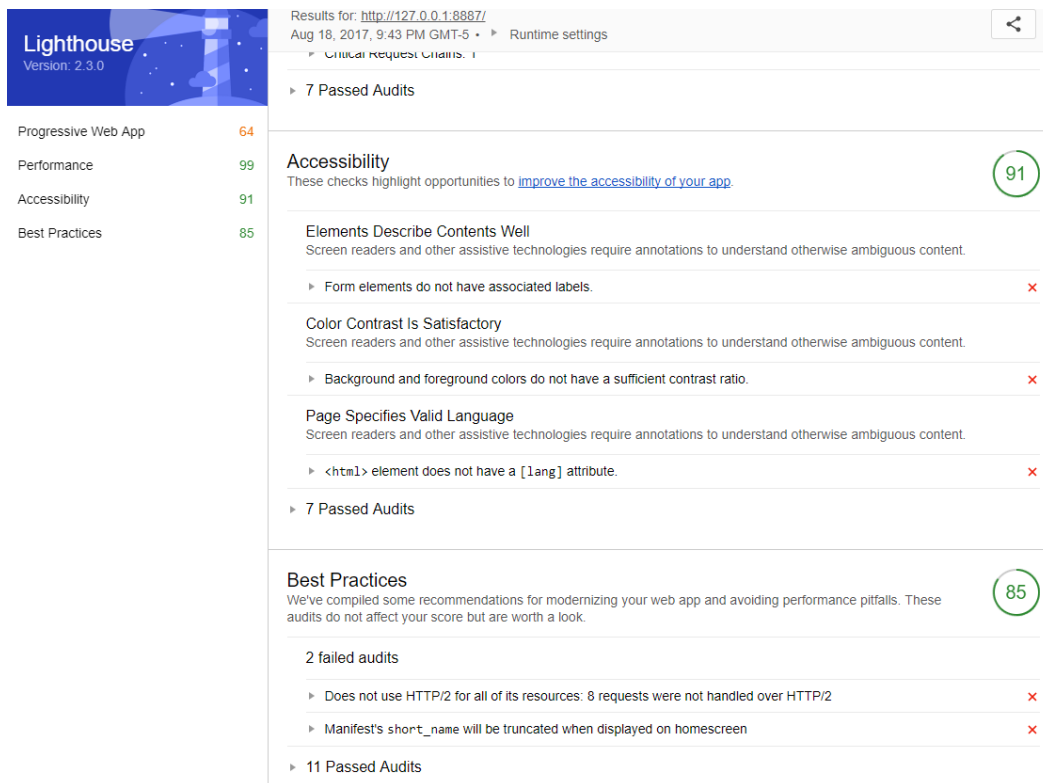 Lighthouse
Version: 2.3.0
Progressive Web App 64
Performance 99
Accessibility 91
Best Practices 85
Results for: http://127.0.0.1:8887/
Aug 18, 2017, 9:43 PM GMT-5 • Runtime settings
Critical Request Chains: 1
7 Passed Audits
Accessibility
These checks highlight opportunities to improve the accessibility of your app.
91
Elements Describe Contents Well
Screen readers and other assistive technologies require annotations to understand otherwise ambiguous content.
Form elements do not have associated labels.
Color Contrast Is Satisfactory
Screen readers and other assistive technologies require annotations to understand otherwise ambiguous content.
Background and foreground colors do not have a sufficient contrast ratio.
Page Specifies Valid Language
Screen readers and other assistive technologies require annotations to understand otherwise ambiguous content.
<html> element does not have a [lang] attribute.
7 Passed Audits
Best Practices
We've compiled some recommendations for modernizing your web app and avoiding performance pitfalls. These
audits do not affect your score but are worth a look.
85
2 failed audits
Does not use HTTP/2 for all of its resources: 8 requests were not handled over HTTP/2
Manifest's short_name will be truncated when displayed on homescreen
11 Passed Audits